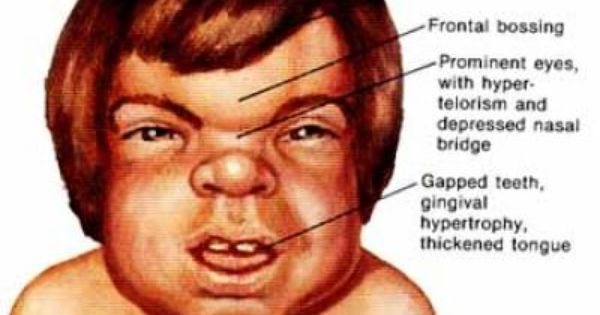 Frontal bossing
Prominent eyes,
with hyper-
telorism and
depressed nasal
bridge
Gapped teeth,
gingival
hypertrophy,
thickened tongue